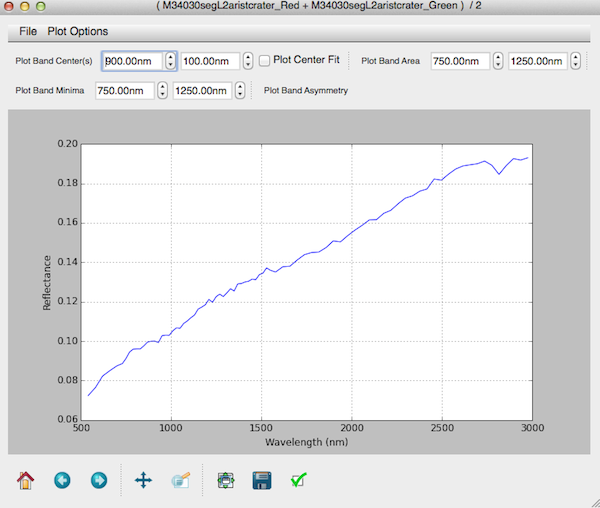 ( M34030segL2aristcrater_Red + M34030segL2aristcrater_Green ) / 2
File Plot Options
Plot Band Center(s) 900.00nm 100.00nm Plot Center Fit Plot Band Area 750.00nm 1250.00nm
Plot Band Minima 750.00nm 1250.00nm Plot Band Asymmetry
0.20
0.18
0.16
0.14
0.12
0.10
0.08
0.06
Reflectance
500 1000 1500 2000 2500 3000
Wavelength (nm)